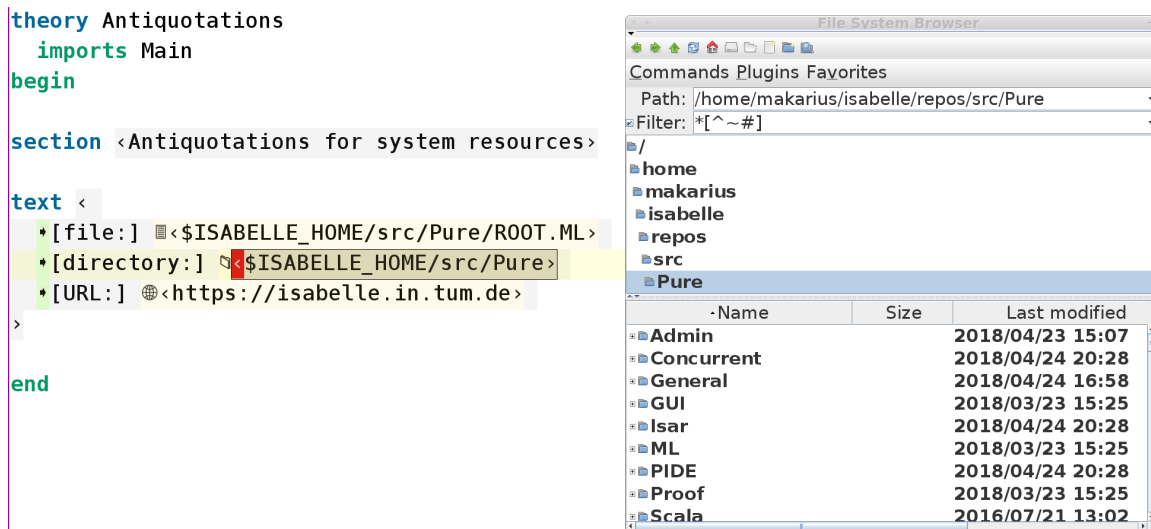 theory Antiquotations
imports Main
begin
section ‹Antiquotations for system resources›
text ‹
➧[file:] ‹$ISABELLE_HOME/src/Pure/ROOT.ML›
➧[directory:] ‹$ISABELLE_HOME/src/Pure›
➧[URL:] ‹https://isabelle.in.tum.de›
›
end
File System Browser
Commands Plugins Favorites
Path: /home/makarius/isabelle/repos/src/Pure
Filter: *[^~#]
/
home
makarius
isabelle
repos
src
Pure
Name Size Last modified
Admin 2018/04/23 15:07
Concurrent 2018/04/24 20:28
General 2018/04/24 16:58
GUI 2018/03/23 15:25
Isar 2018/04/24 20:28
ML 2018/03/23 15:25
PIDE 2018/04/24 20:28
Proof 2018/03/23 15:25
Scala 2016/07/21 13:02